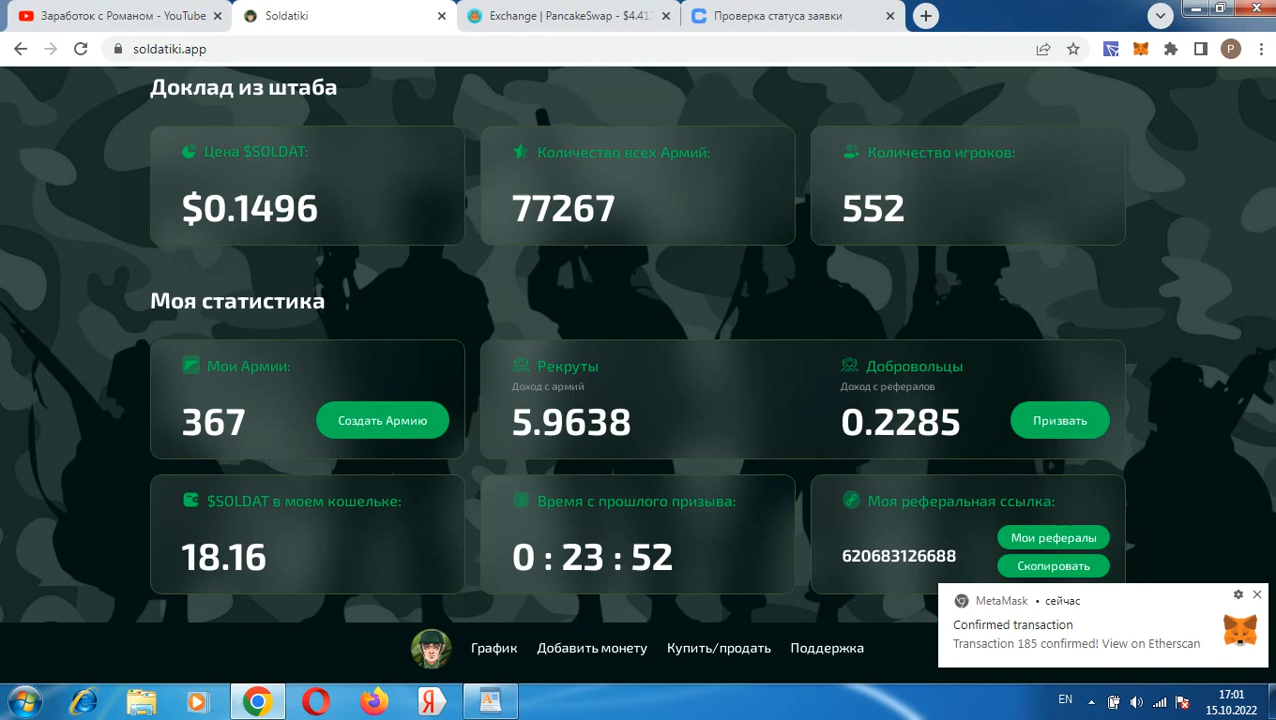 Заработок с Романом - YouTube
Soldatiki
Exchange | PancakeSwap - $4.41
Проверка статуса заявки
soldatiki.app
P
Доклад из штаба
Цена $SOLDAT:
Количество всех Армий:
Количество игроков:
$0.1496
77267
552
Моя статистика
Мои Армии:
Рекруты
Добровольцы
Доход с армий
Доход с рефералов
367
Создать Армию
5.9638
0.2285
Призвать
$SOLDAT в моем кошельке:
Время с прошлого призыва:
Моя реферальная ссылка:
18.16
0 : 23 : 52
620683126688
Мои рефералы
Скопировать
MetaMask • сейчас
Confirmed transaction
Transaction 185 confirmed! View on Etherscan
График
Добавить монету
Купить/продать
Поддержка
EN
17:01
15.10.2022